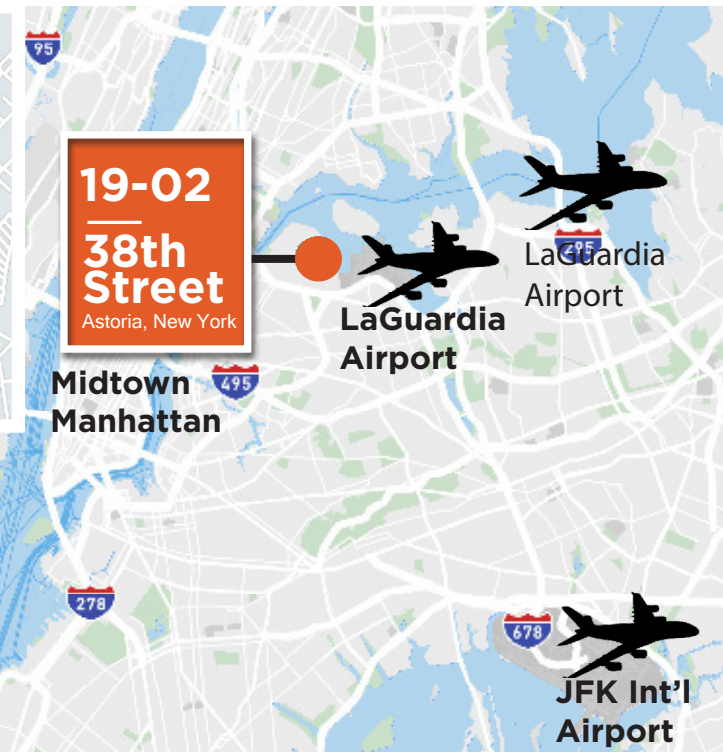 95
19-02
38th
Street
Astoria, New York
295
LaGuardia
Airport
LaGuardia
Airport
Midtown
Manhattan
495
278
678
JFK Int'l
Airport